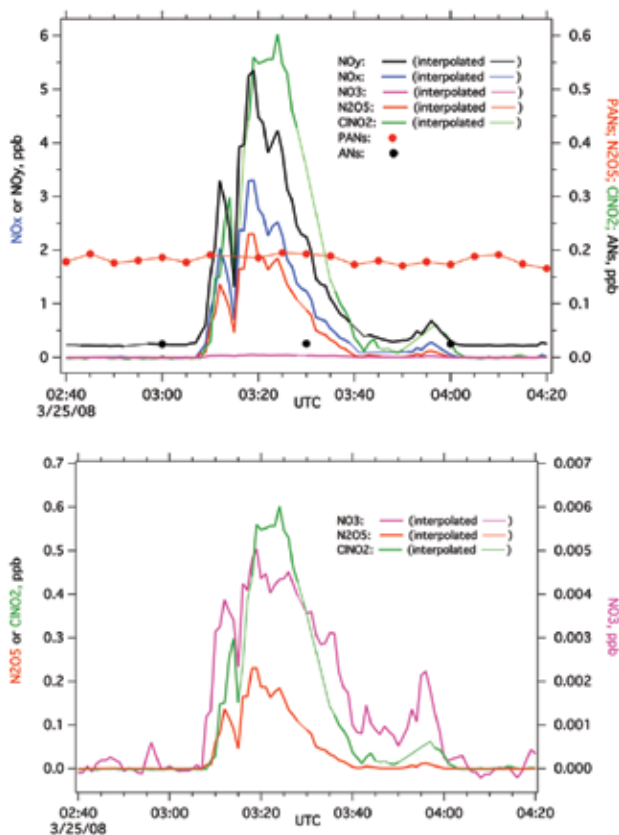 6
5
4
3
2
1
0
0.6
0.5
0.4
0.3
0.2
0.1
0.0
NOx or NOy, ppb
PANs; N2O5; ClNO2; ANs, ppb
NOy: (interpolated )
NOx: (interpolated )
NO3: (interpolated )
N2O5: (interpolated )
ClNO2: (interpolated )
PANs:
ANs:
02:40 03:00 03:20 03:40 04:00 04:20
3/25/08
UTC
0.7
0.6
0.5
0.4
0.3
0.2
0.1
0.0
0.007
0.006
0.005
0.004
0.003
0.002
0.001
0.000
N2O5 or ClNO2, ppb
NO3, ppb
NO3: (interpolated )
N2O5: (interpolated )
ClNO2: (interpolated )
02:40 03:00 03:20 03:40 04:00 04:20
3/25/08
UTC